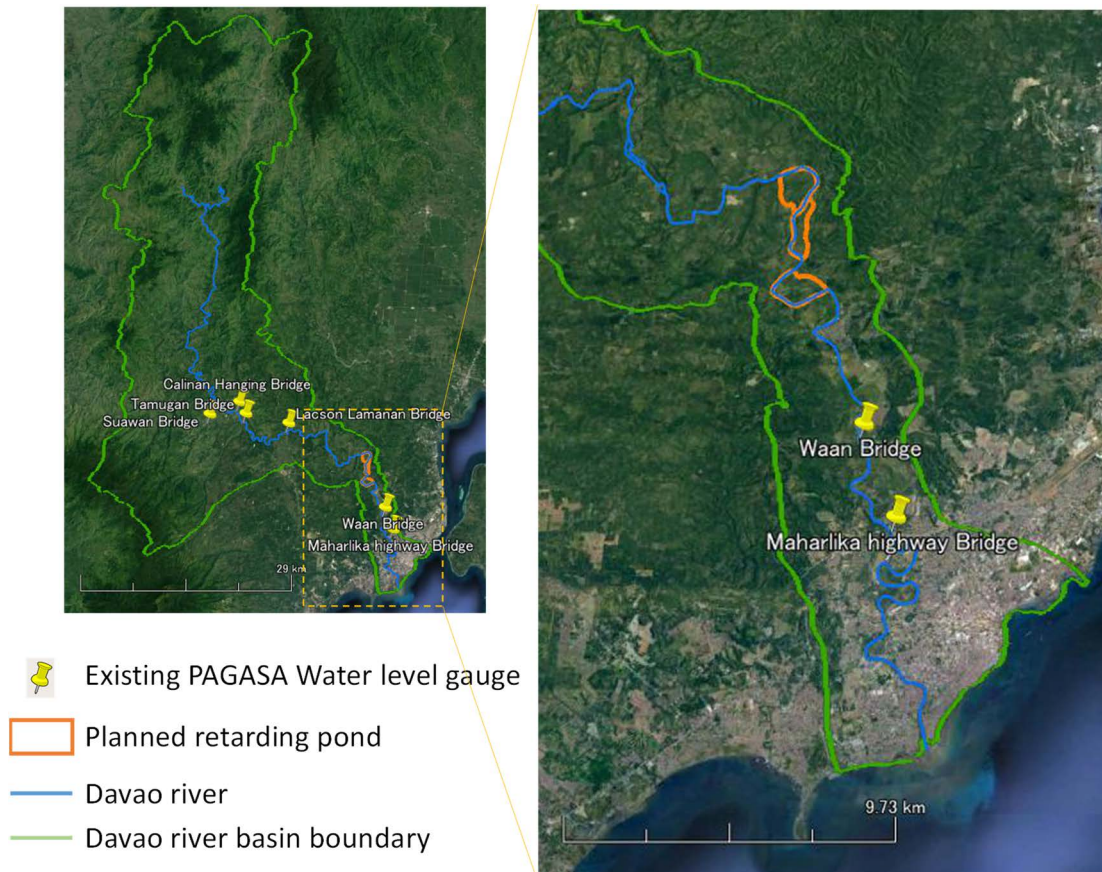 Calinan Hanging Bridge
Tamugan Bridge
Suawan Bridge
Lacson Lamanan Bridge
Waan Bridge
Maharlika highway Bridge
29 km
Waan Bridge
Maharlika highway Bridge
9.73 km
Existing PAGASA Water level gauge
Planned retarding pond
Davao river
Davao river basin boundary